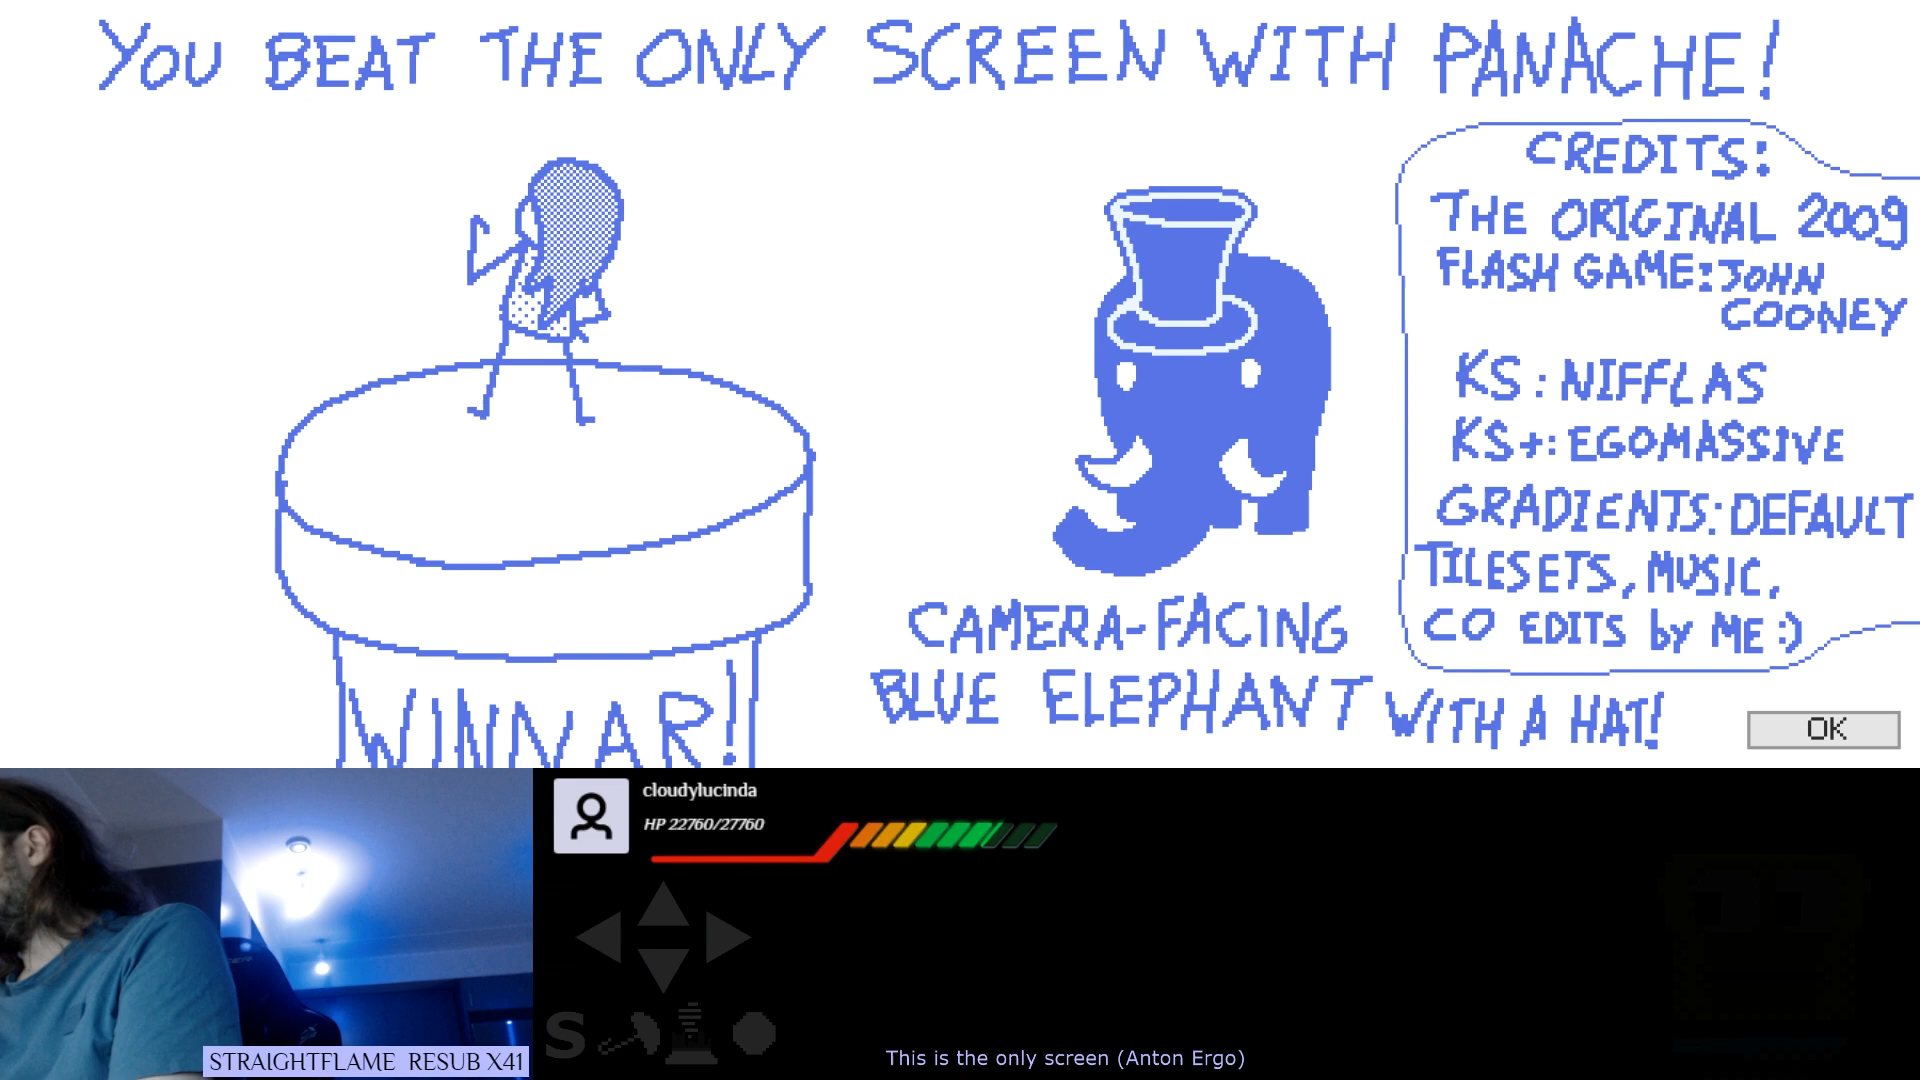 YOU BEAT THE ONLY SCREEN WITH PANACHE!
CREDITS:
THE ORIGINAL 2009
FLASH GAME: JOHN
COONEY
KS: NIFFLAS
KS+: EGOMASSIVE
GRADIENTS: DEFAULT
TILESETS, MUSIC,
CO EDITS by ME :)
CAMERA-FACING
BLUE ELEPHANT WITH A HAT!
WINNAR!
OK
cloudylucinda
HP 22760/27760
S
STRAIGHTFLAME RESUB X41
This is the only screen (Anton Ergo)